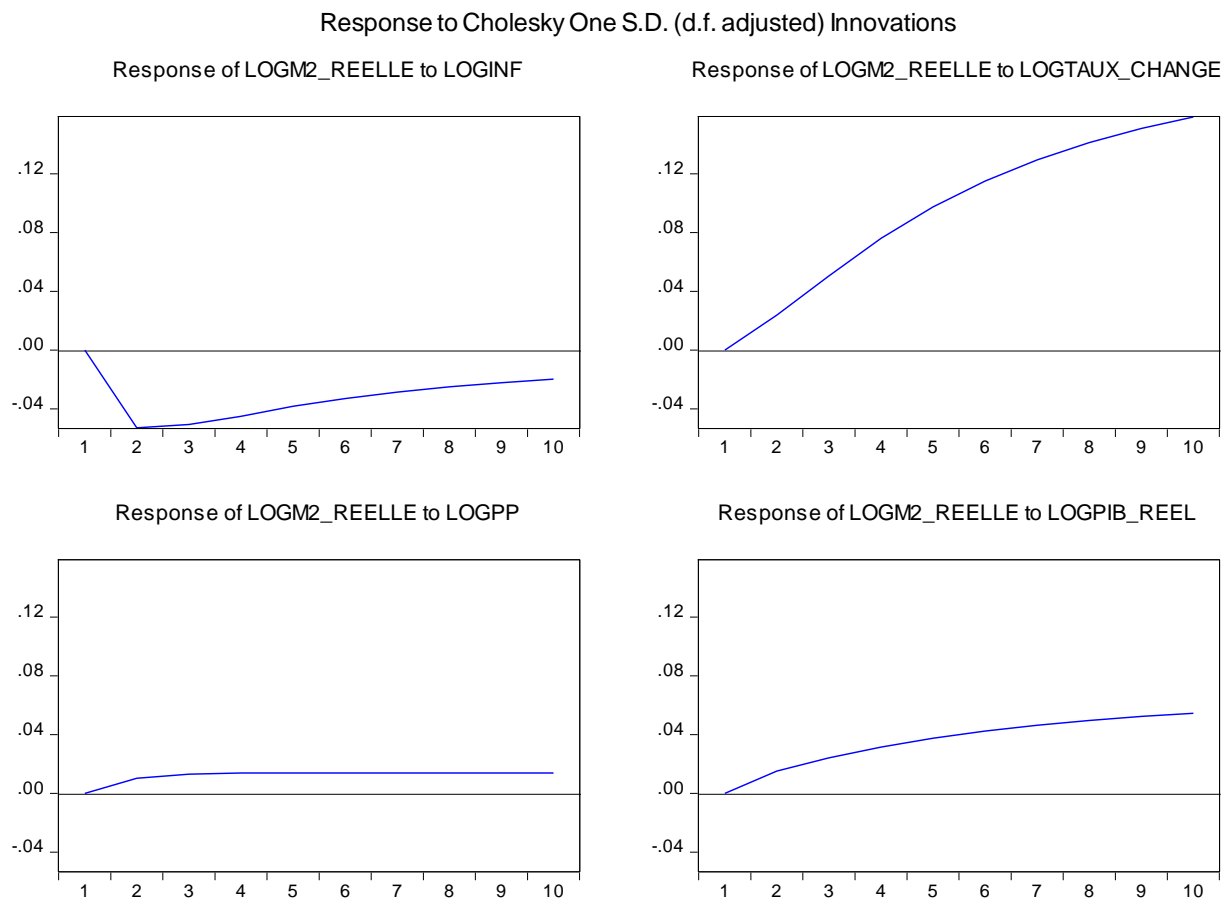 Response to Cholesky One S.D. (d.f. adjusted) Innovations
Response of LOGM2_REELLE to LOGINF
.12
.08
.04
.00
-.04
1 2 3 4 5 6 7 8 9 10
Response of LOGM2_REELLE to LOGTAUX_CHANGE
.12
.08
.04
.00
-.04
1 2 3 4 5 6 7 8 9 10
Response of LOGM2_REELLE to LOGPP
.12
.08
.04
.00
-.04
1 2 3 4 5 6 7 8 9 10
Response of LOGM2_REELLE to LOGPIB_REEL
.12
.08
.04
.00
-.04
1 2 3 4 5 6 7 8 9 10